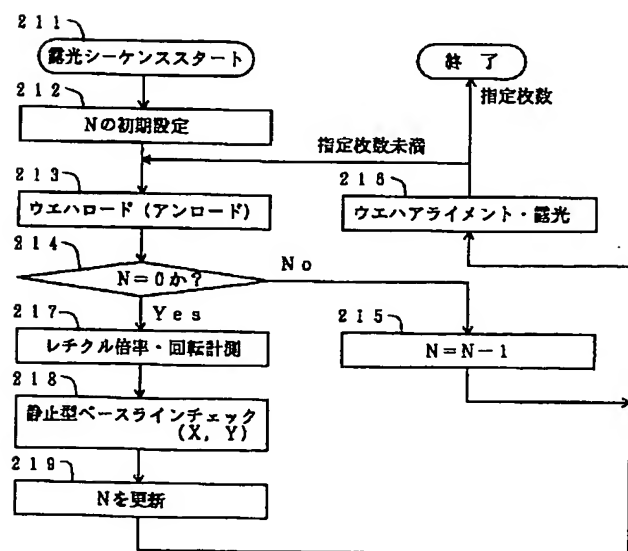 211
露光シーケンススタート
212
Nの初期設定
213
ウエハロード（アンロード）
214
N＝0か？
No
Yes
217
レチクル倍率・回転計測
218
静止型ベースラインチェック
（X，Y）
219
Nを更新
終 了
指定枚数
指定枚数未満
216
ウエハアライメント・露光
215
N＝N－1